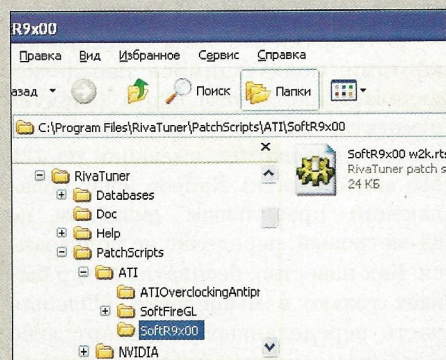 R9x00
Правка Вид Избранное Сервис Справка
азад Поиск Папки
C:\Program Files\RivaTuner\PatchScripts\ATI\SoftR9x00
SoftR9x00 w2k.rts
RivaTuner patch s
24 КБ
RivaTuner
Databases
Doc
Help
PatchScripts
ATI
ATIOverclockingAntipr
SoftFireGL
SoftR9x00
NVIDIA